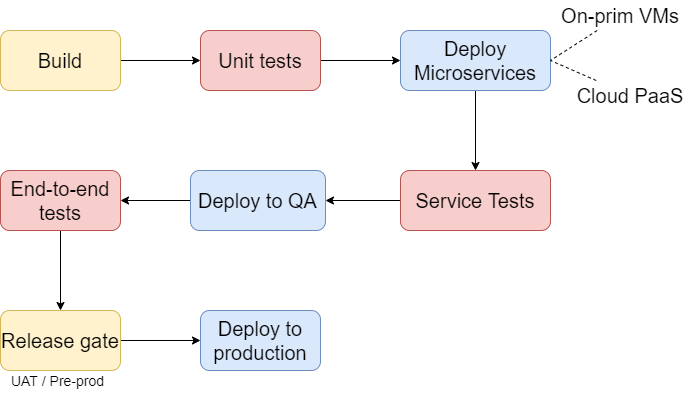 On-prim VMs
Build
Unit tests
Deploy
Microservices
Cloud PaaS
End-to-end
tests
Deploy to QA
Service Tests
Release gate
Deploy to
production
UAT / Pre-prod